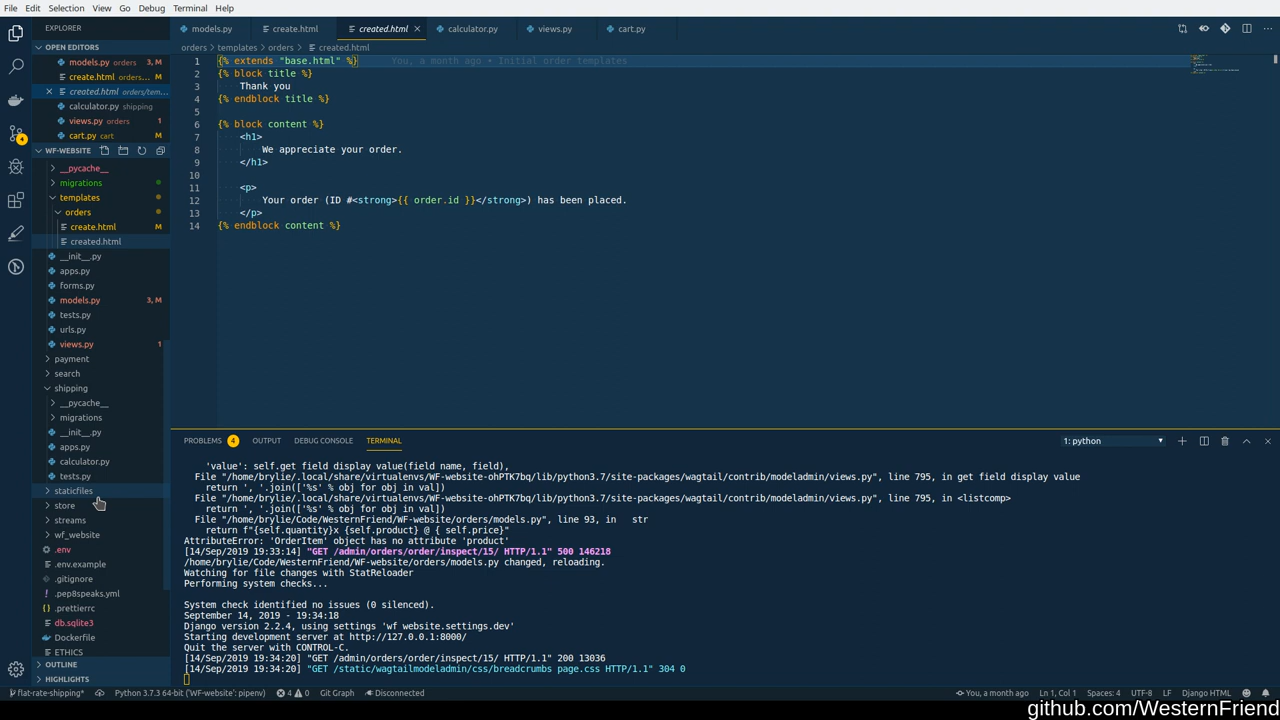 File Edit Selection View Go Debug Terminal Help
EXPLORER
models.py create.html created.html views.py calculator.py cart.py
OPEN EDITORS
orders > templates > orders > created.html
models.py orders 3, M
create.html orders... M
created.html orders/tem...
calculator.py shipping
views.py orders 1
cart.py cart M
WF-WEBSITE
__pycache__
migrations
templates
orders
create.html M
created.html
__init__.py
apps.py
forms.py
models.py 3, M
tests.py
urls.py
views.py 1
payment
search
shipping
__pycache__
migrations
__init__.py
apps.py
calculator.py
tests.py
staticfiles
store
streams
wf_website
.env
.env.example
.gitignore
.pep8speaks.yml
.prettierrc
db.sqlite3
Dockerfile
ETHICS
OUTLINE
HIGHLIGHTS
1 {% extends "base.html" %} You, a month ago • Initial order templates
2 {% block title %}
3 Thank you
4 {% endblock title %}
5
6 {% block content %}
7 <h1>
8 We appreciate your order.
9 </h1>
10
11 <p>
12 Your order (ID #<strong>{{ order.id }}</strong>) has been placed.
13 </p>
14 {% endblock content %}
PROBLEMS 4 OUTPUT DEBUG CONSOLE TERMINAL 1: python
'value': self.get field display value(field name, field),
File "/home/brylie/.local/share/virtualenvs/WF-website-ohPTK7bq/lib/python3.7/site-packages/wagtail/contrib/modeladmin/views.py", line 795, in get field display value
return ', '.join(['%s' % obj for obj in val])
File "/home/brylie/.local/share/virtualenvs/WF-website-ohPTK7bq/lib/python3.7/site-packages/wagtail/contrib/modeladmin/views.py", line 795, in <listcomp>
return ', '.join(['%s' % obj for obj in val])
File "/home/brylie/Code/WesternFriend/WF-website/orders/models.py", line 93, in str
return f"{self.quantity}x {self.product} @ { self.price}"
AttributeError: 'OrderItem' object has no attribute 'product'
[14/Sep/2019 19:33:14] "GET /admin/orders/order/inspect/15/ HTTP/1.1" 500 146218
/home/brylie/Code/WesternFriend/WF-website/orders/models.py changed, reloading.
Watching for file changes with StatReloader
Performing system checks...
System check identified no issues (0 silenced).
September 14, 2019 - 19:34:18
Django version 2.2.4, using settings 'wf website.settings.dev'
Starting development server at http://127.0.0.1:8000/
Quit the server with CONTROL-C.
[14/Sep/2019 19:34:20] "GET /admin/orders/order/inspect/15/ HTTP/1.1" 200 13036
[14/Sep/2019 19:34:20] "GET /static/wagtailmodeladmin/css/breadcrumbs page.css HTTP/1.1" 304 0
flat-rate-shipping* Python 3.7.3 64-bit ('WF-website': pipenv) 4 0 Git Graph Disconnected You, a month ago Ln 1, Col 1 Spaces: 4 UTF-8 LF Django HTML
github.com/WesternFriend